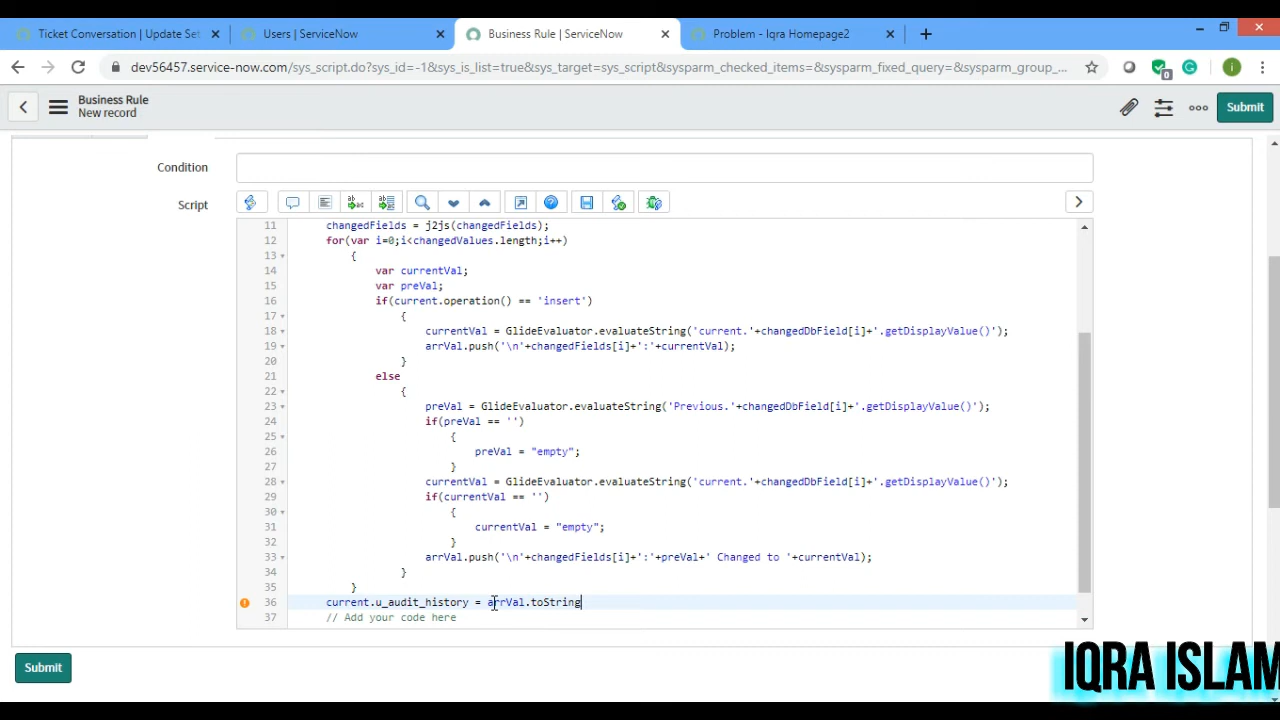 Ticket Conversation | Update Set
Users | ServiceNow
Business Rule | ServiceNow
Problem - Iqra Homepage2
dev56457.service-now.com/sys_script.do?sys_id=-1&sys_is_list=true&sys_target=sys_script&sysparm_checked_items=&sysparm_fixed_query=&sysparm_group_...
0
i
Business Rule
New record
Submit
Condition
Script
11 changedFields = j2js(changedFields);
12 for(var i=0;i<changedValues.length;i++)
13 {
14 var currentVal;
15 var preVal;
16 if(current.operation() == 'insert')
17 {
18 currentVal = GlideEvaluator.evaluateString('current.'+changedDbField[i]+'.getDisplayValue()');
19 arrVal.push('\n'+changedFields[i]+':'+currentVal);
20 }
21 else
22 {
23 preVal = GlideEvaluator.evaluateString('Previous.'+changedDbField[i]+'.getDisplayValue()');
24 if(preVal == '')
25 {
26 preVal = "empty";
27 }
28 currentVal = GlideEvaluator.evaluateString('current.'+changedDbField[i]+'.getDisplayValue()');
29 if(currentVal == '')
30 {
31 currentVal = "empty";
32 }
33 arrVal.push('\n'+changedFields[i]+':'+preVal+' Changed to '+currentVal);
34 }
35 }
36 current.u_audit_history = arrVal.toString
37 // Add your code here
Submit
IQRA ISLAM